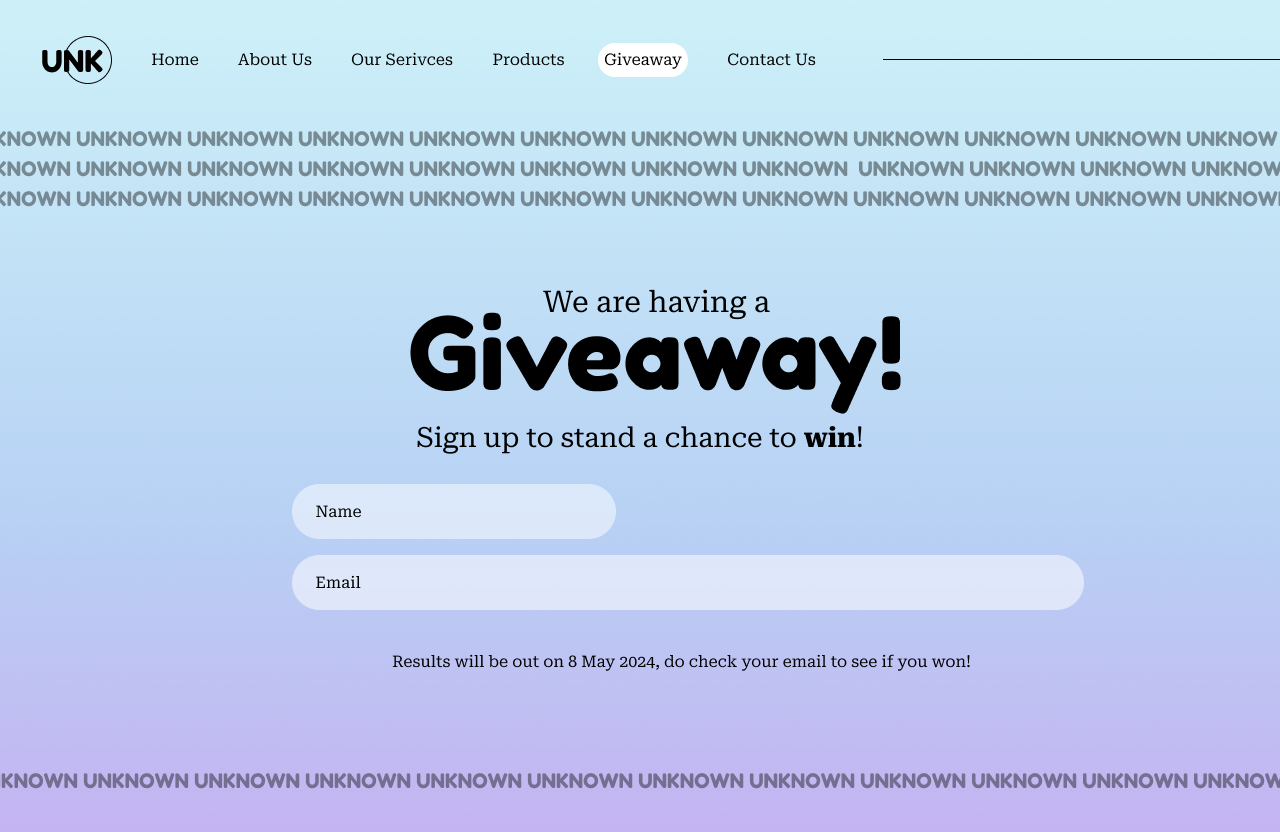 UNK Home About Us Our Serivces Products Giveaway Contact Us
KNOWN UNKNOWN UNKNOWN UNKNOWN UNKNOWN UNKNOWN UNKNOWN UNKNOWN UNKNOWN UNKNOWN UNKNOWN UNKNOW
KNOWN UNKNOWN UNKNOWN UNKNOWN UNKNOWN UNKNOWN UNKNOWN UNKNOWN UNKNOWN UNKNOWN UNKNOWN UNKNOW
KNOWN UNKNOWN UNKNOWN UNKNOWN UNKNOWN UNKNOWN UNKNOWN UNKNOWN UNKNOWN UNKNOWN UNKNOWN UNKNOWN
We are having a
Giveaway!
Sign up to stand a chance to win!
Name
Email
Results will be out on 8 May 2024, do check your email to see if you won!
NKNOWN UNKNOWN UNKNOWN UNKNOWN UNKNOWN UNKNOWN UNKNOWN UNKNOWN UNKNOWN UNKNOWN UNKNOWN UNKNOW